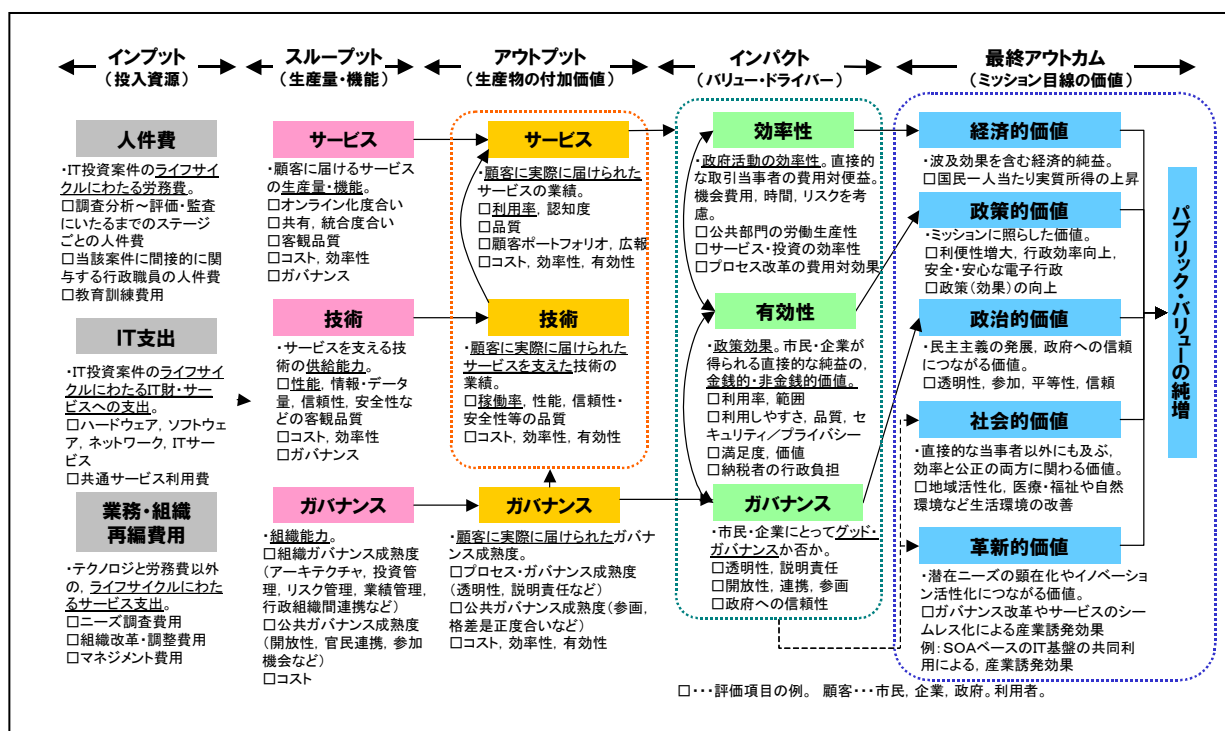 インプット
(投入資源)
スループット
(生産量・機能)
アウトプット
(生産物の付加価値)
インパクト
(バリュー・ドライバー)
最終アウトカム
(ミッション目線の価値)
人件費
・IT投資案件のライフサイ
クルにわたる労務費。
□調査分析～評価・監査
にいたるまでのステージ
ごとの人件費
□当該案件に間接的に関
与する行政職員の人件費
□教育訓練費用
IT支出
・IT投資案件のライフサイ
クルにわたるIT財・サー
ビスへの支出。
□ハードウェア, ソフトウェ
ア, ネットワーク, ITサー
ビス
□共通サービス利用費
業務・組織
再編費用
・テクノロジと労務費以外
の, ライフサイクルにわた
るサービス支出。
□ニーズ調査費用
□組織改革・調整費用
□マネジメント費用
サービス
・顧客に届けるサービス
の生産量・機能。
□オンライン化度合い
□共有, 統合度合い
□客観品質
□コスト, 効率性
□ガバナンス
技術
・サービスを支える技
術の供給能力。
□性能, 情報・データ
量, 信頼性, 安全性な
どの客観品質
□コスト, 効率性
□ガバナンス
ガバナンス
・組織能力。
□組織ガバナンス成熟度
(アーキテクチャ, 投資管
理, リスク管理, 業績管理,
行政組織間連携など)
□公共ガバナンス成熟度
(開放性, 官民連携, 参加
機会など)
□コスト
サービス
・顧客に実際に届けられた
サービスの業績。
□利用率, 認知度
□品質
□顧客ポートフォリオ, 広報
□コスト, 効率性, 有効性
技術
・顧客に実際に届けられた
サービスを支えた技術の
業績。
□稼働率, 性能, 信頼性・
安全性等の品質
□コスト, 効率性, 有効性
ガバナンス
・顧客に実際に届けられたガバナ
ンス成熟度。
□プロセス・ガバナンス成熟度
(透明性, 説明責任など)
□公共ガバナンス成熟度(参画,
格差是正度合いなど)
□コスト, 効率性, 有効性
効率性
・政府活動の効率性。直接的
な取引当事者の費用対便益。
機会費用, 時間, リスクを考
慮。
□公共部門の労働生産性
□サービス・投資の効率性
□プロセス改革の費用対効果
有効性
・政策効果。市民・企業が
得られる直接的な純益の,
金銭的・非金銭的価値。
□利用率, 範囲
□利用しやすさ, 品質, セ
キュリティ／プライバシー
□満足度, 価値
□納税者の行政負担
ガバナンス
・市民・企業にとってグッド・
ガバナンスか否か。
□透明性, 説明責任
□開放性, 連携, 参画
□政府への信頼性
経済的価値
・波及効果を含む経済的純益。
□国民一人当たり実質所得の上昇
政策的価値
・ミッションに照らした価値。
□利便性増大, 行政効率向上,
安全・安心な電子行政
□政策(効果)の向上
政治的価値
・民主主義の発展, 政府への信頼
につながる価値。
□透明性, 参加, 平等性, 信頼
社会的価値
・直接的な当事者以外にも及ぶ,
効率と公正の両方に関わる価値。
□地域活性化, 医療・福祉や自然
環境など生活環境の改善
革新的価値
・潜在ニーズの顕在化やイノベーショ
ン活性化につながる価値。
□ガバナンス改革やサービスのシー
ムレス化による産業誘発効果
例:SOAベースのIT基盤の共同利
用による, 産業誘発効果
パブリック・バリューの純増
□・・・評価項目の例。 顧客・・・市民, 企業, 政府。利用者。